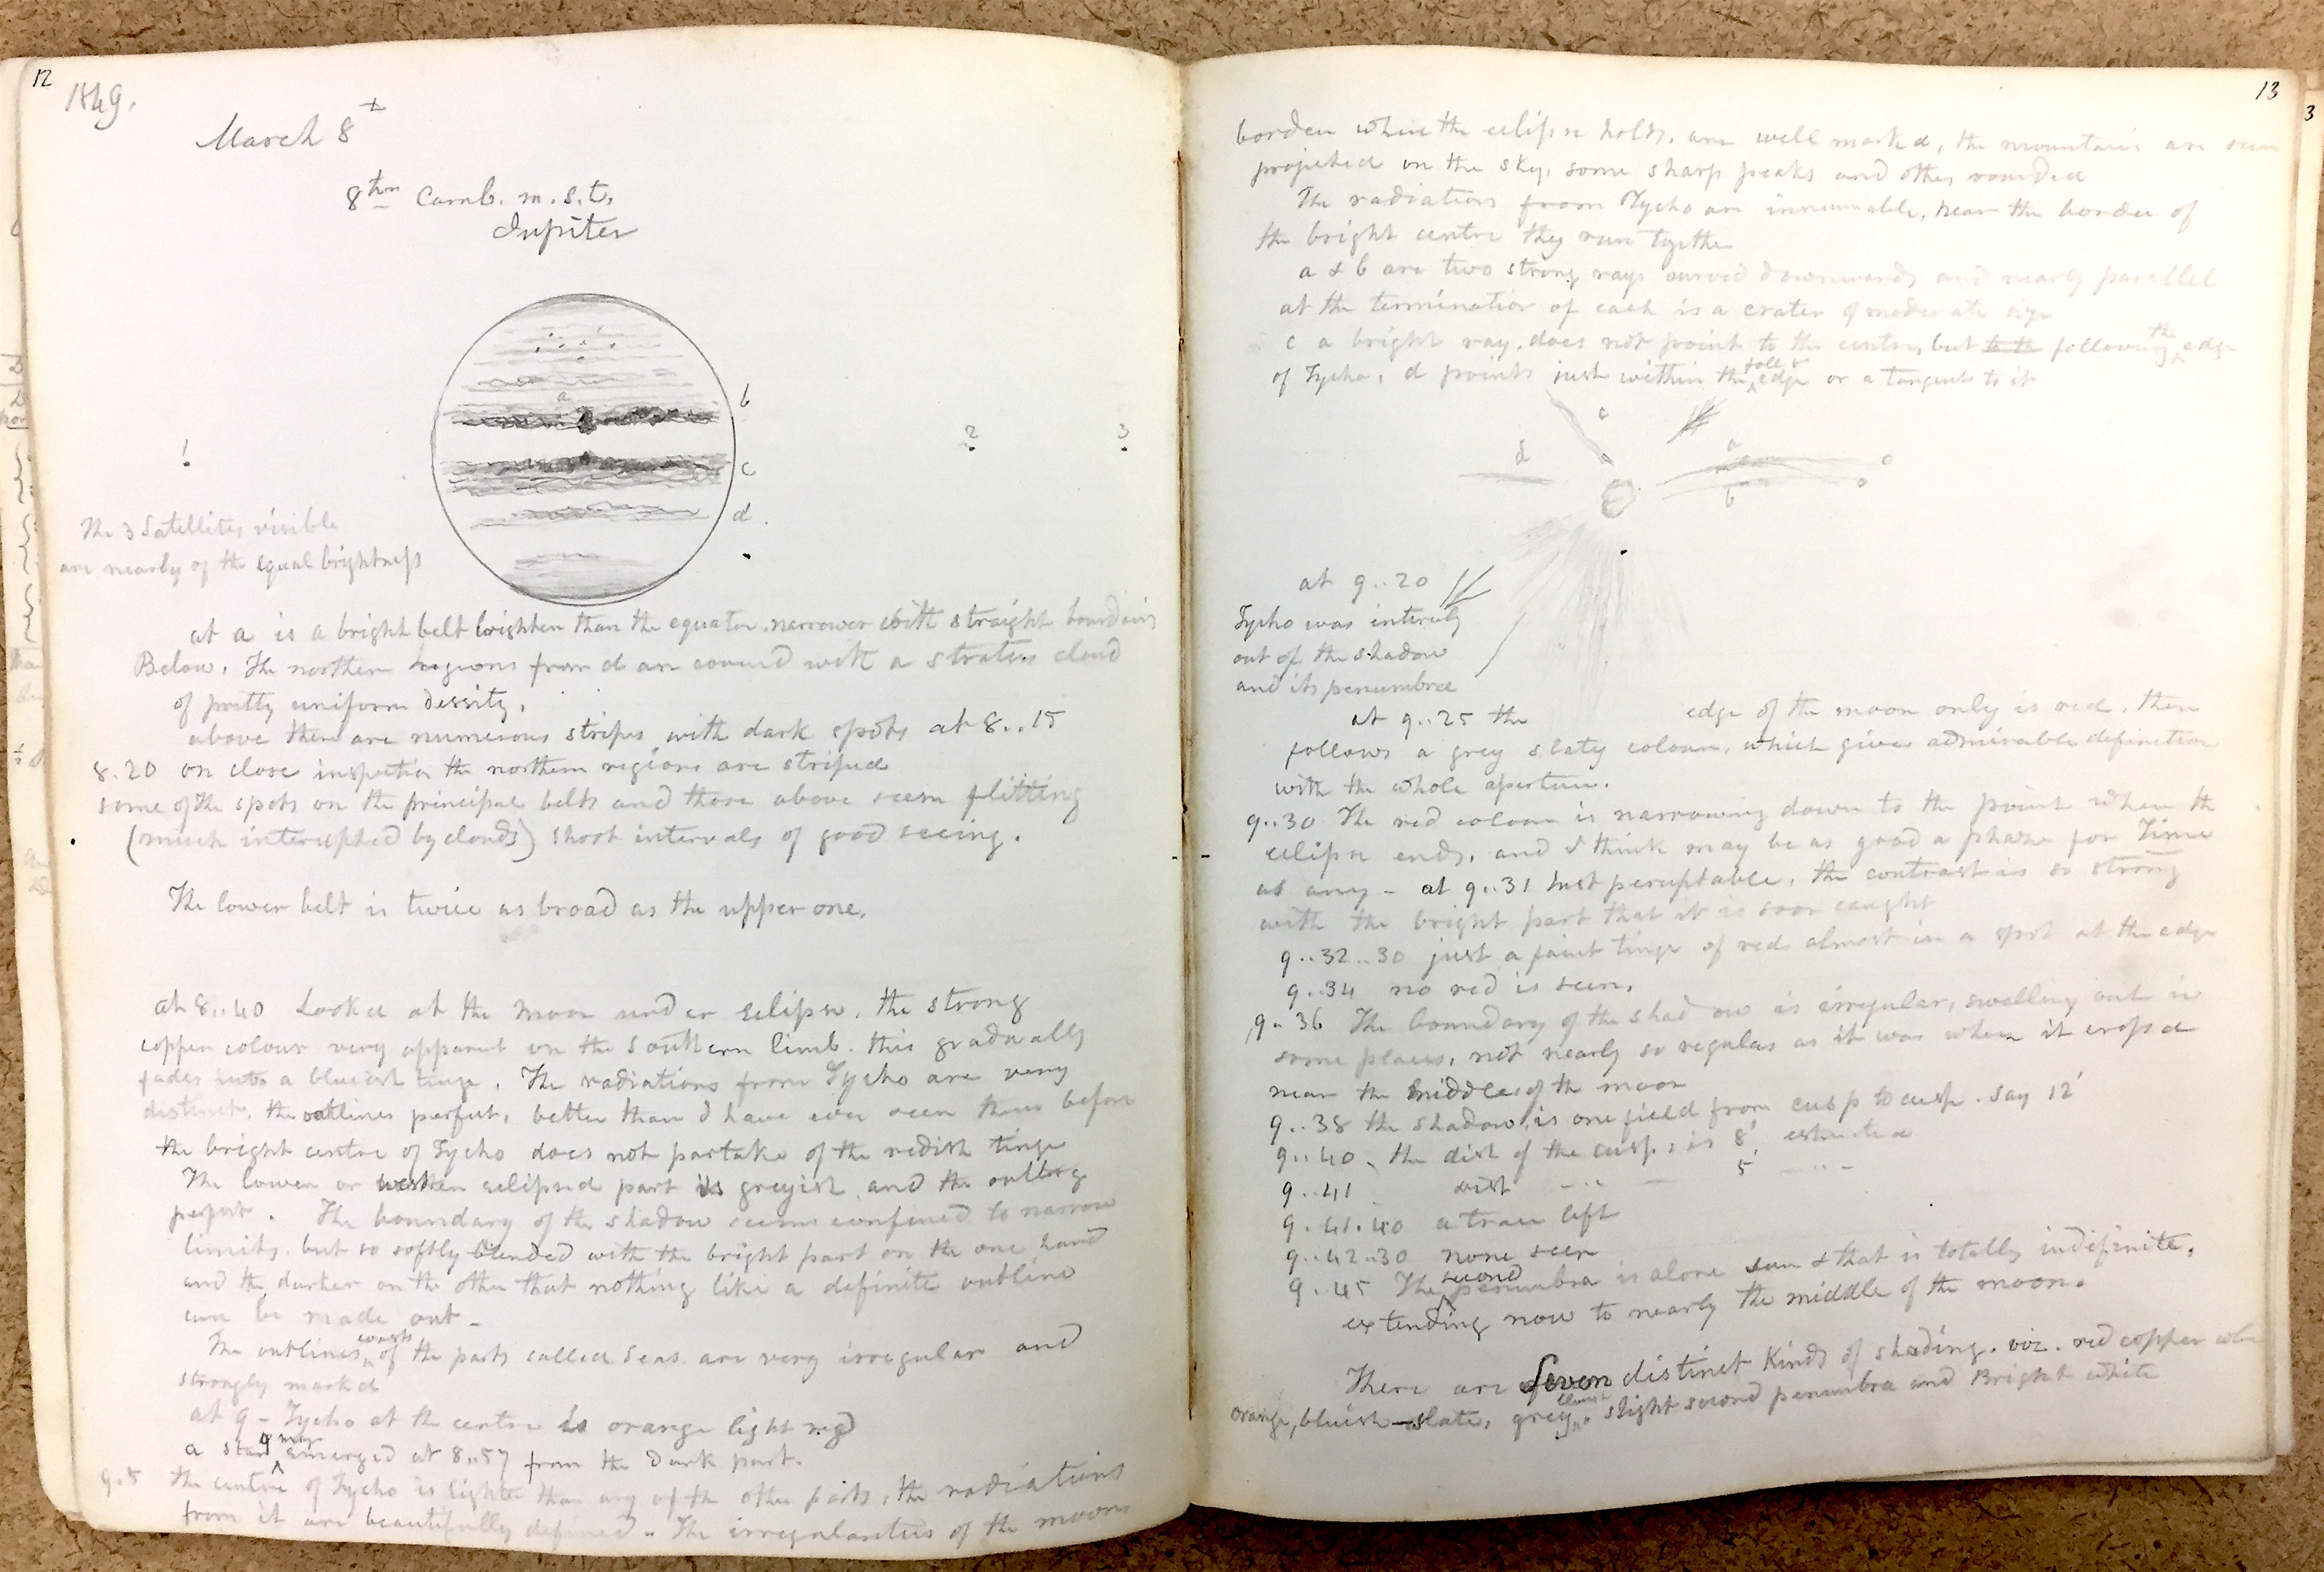 12
1849.
March 8th
8hrs Camb. m.s.t.
Jupiter
a
b
c
d.
1
2
3
The 3 Satellites visible
are nearly of the equal brightness
at a is a bright belt brighter than the equator narrower with straight
Below. The northern regions from d are covered with a stratus cloud
of pretty uniform density.
above there are numerous stripes with dark spots at 8..15
8.20 on close inspection the northern regions are striped
some of the spots on the principal belts and those above seem flitting
(much interrupted by clouds) short intervals of good seeing.
The lower belt is twice as broad as the upper one.
at 8..40 Looked at the moon under eclipse. the strong
copper colour very apparent on the Southern limb. this gradually
fades into a blueish tinge. The radiations from Tycho are very
distinct, the outlines perfect, better than I have ever seen them before
the bright centre of Tycho does not partake of the redish tinge
The lower or western eclipsed part is greyish and the outline
perfect. The boundary of the shadow seems confined to narrow
limits. but so softly blended with the bright part on the one hand
and the darker on the other that nothing like a definite outline
can be made out -
The outlines of the parts called Seas are very irregular and
strongly marked
at 9 - Tycho at the centre is orange light red
a star 9 mag emerged at 8..57 from the dark part.
9.5 the centre of Tycho is lighter than any of the other parts, the radiations
from it are beautifully defined. The irregularities of the moons
13
3
border where the eclipse holds, are well marked, the mountains are seen
projected on the sky, some sharp peaks and others rounded
The radiations from Tycho are innumerable, near the border of
the bright centre they run together
a & b are two strong rays curved downwards and nearly parallel
at the termination of each is a crater of moderate size
c a bright ray, does not point to the centre, but to the following the edge
of Tycho, d points just within the foll g edge or a tangent to it
c
d
a
b
at 9..20
Tycho was entirely
out of the shadow
and its penumbra
at 9..25 the edge of the moon only is red, then
follows a grey slaty colour, which gives admirable definition
with the whole aperture.
9..30 The red colour is narrowing down to the point where the
eclipse ends, and I think may be as good a phase for Time
as any - at 9..31 Just perceptable, the contrast is so strong
with the bright part that it is soon caught
9..32..30 just a faint tinge of red almost in a spot at the edge
9..34 no red is seen.
9..36 The boundary of the shadow is irregular, swelling out in
some places, not nearly so regular as it was when it cropsd
near the middle of the moon
9..38 the shadow is one field from cusp to cusp. say 12'
9..40 the dist of the cusps is 8' estimated
9..41 dist - " - 5' - " -
9.41.40 a trace left
9..42..30 none seen
9..45 The second penumbra is alone seen & that is totally indefinite,
extending now to nearly the middle of the moon.
There are seven distinct Kinds of shading. viz. red copper
orange, bluish slate, grey slight second penumbra and Bright white